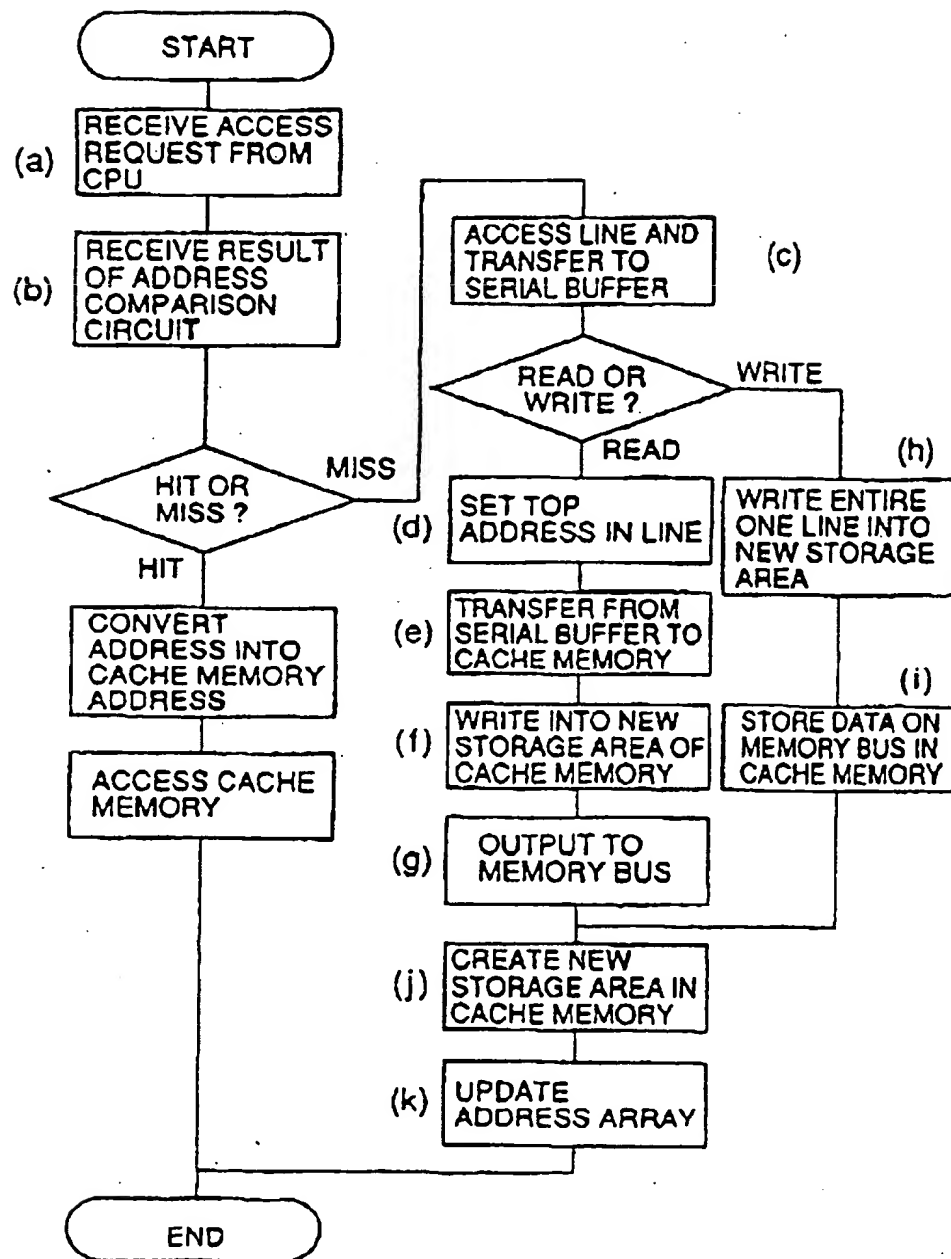 START
(a)
RECEIVE ACCESS
REQUEST FROM
CPU
(b)
RECEIVE RESULT
OF ADDRESS
COMPARISON
CIRCUIT
HIT OR
MISS ?
MISS
HIT
CONVERT
ADDRESS INTO
CACHE MEMORY
ADDRESS
ACCESS CACHE
MEMORY
(c)
ACCESS LINE AND
TRANSFER TO
SERIAL BUFFER
READ OR
WRITE ?
WRITE
READ
(d)
SET TOP
ADDRESS IN LINE
(e)
TRANSFER FROM
SERIAL BUFFER TO
CACHE MEMORY
(f)
WRITE INTO NEW
STORAGE AREA OF
CACHE MEMORY
(g)
OUTPUT TO
MEMORY BUS
(h)
WRITE ENTIRE
ONE LINE INTO
NEW STORAGE
AREA
(i)
STORE DATA ON
MEMORY BUS IN
CACHE MEMORY
(j)
CREATE NEW
STORAGE AREA IN
CACHE MEMORY
(k)
UPDATE
ADDRESS ARRAY
END